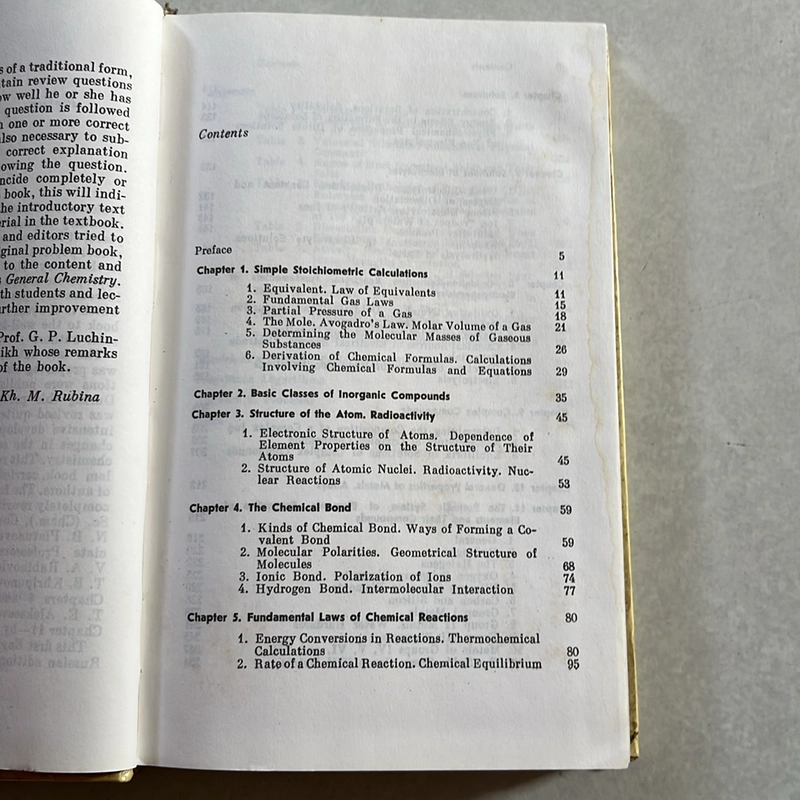 s of a traditional form,
tain review questions
ow well he or she has
question is followed
n one or more correct
also necessary to sub-
correct explanation
owing the question.
ncide completely or
book, this will indi-
he introductory text
erial in the textbook.
and editors tried to
ginal problem book,
to the content and
s General Chemistry.
th students and lec-
urther improvement
Prof. G. P. Luchin-
ikh whose remarks
of the book.
Kh. M. Rubina
Contents
Preface 5
Chapter 1. Simple Stoichiometric Calculations 11
1. Equivalent. Law of Equivalents 11
2. Fundamental Gas Laws 15
3. Partial Pressure of a Gas 18
4. The Mole. Avogadro's Law. Molar Volume of a Gas 21
5. Determining the Molecular Masses of Gaseous
Substances 26
6. Derivation of Chemical Formulas. Calculations
Involving Chemical Formulas and Equations 29
Chapter 2. Basic Classes of Inorganic Compounds 35
Chapter 3. Structure of the Atom. Radioactivity 45
1. Electronic Structure of Atoms. Dependence of
Element Properties on the Structure of Their
Atoms 45
2. Structure of Atomic Nuclei. Radioactivity. Nuc-
lear Reactions 53
Chapter 4. The Chemical Bond 59
1. Kinds of Chemical Bond. Ways of Forming a Co-
valent Bond 59
2. Molecular Polarities. Geometrical Structure of
Molecules 68
3. Ionic Bond. Polarization of Ions 74
4. Hydrogen Bond. Intermolecular Interaction 77
Chapter 5. Fundamental Laws of Chemical Reactions 80
1. Energy Conversions in Reactions. Thermochemical
Calculations 80
2. Rate of a Chemical Reaction. Chemical Equilibrium 95